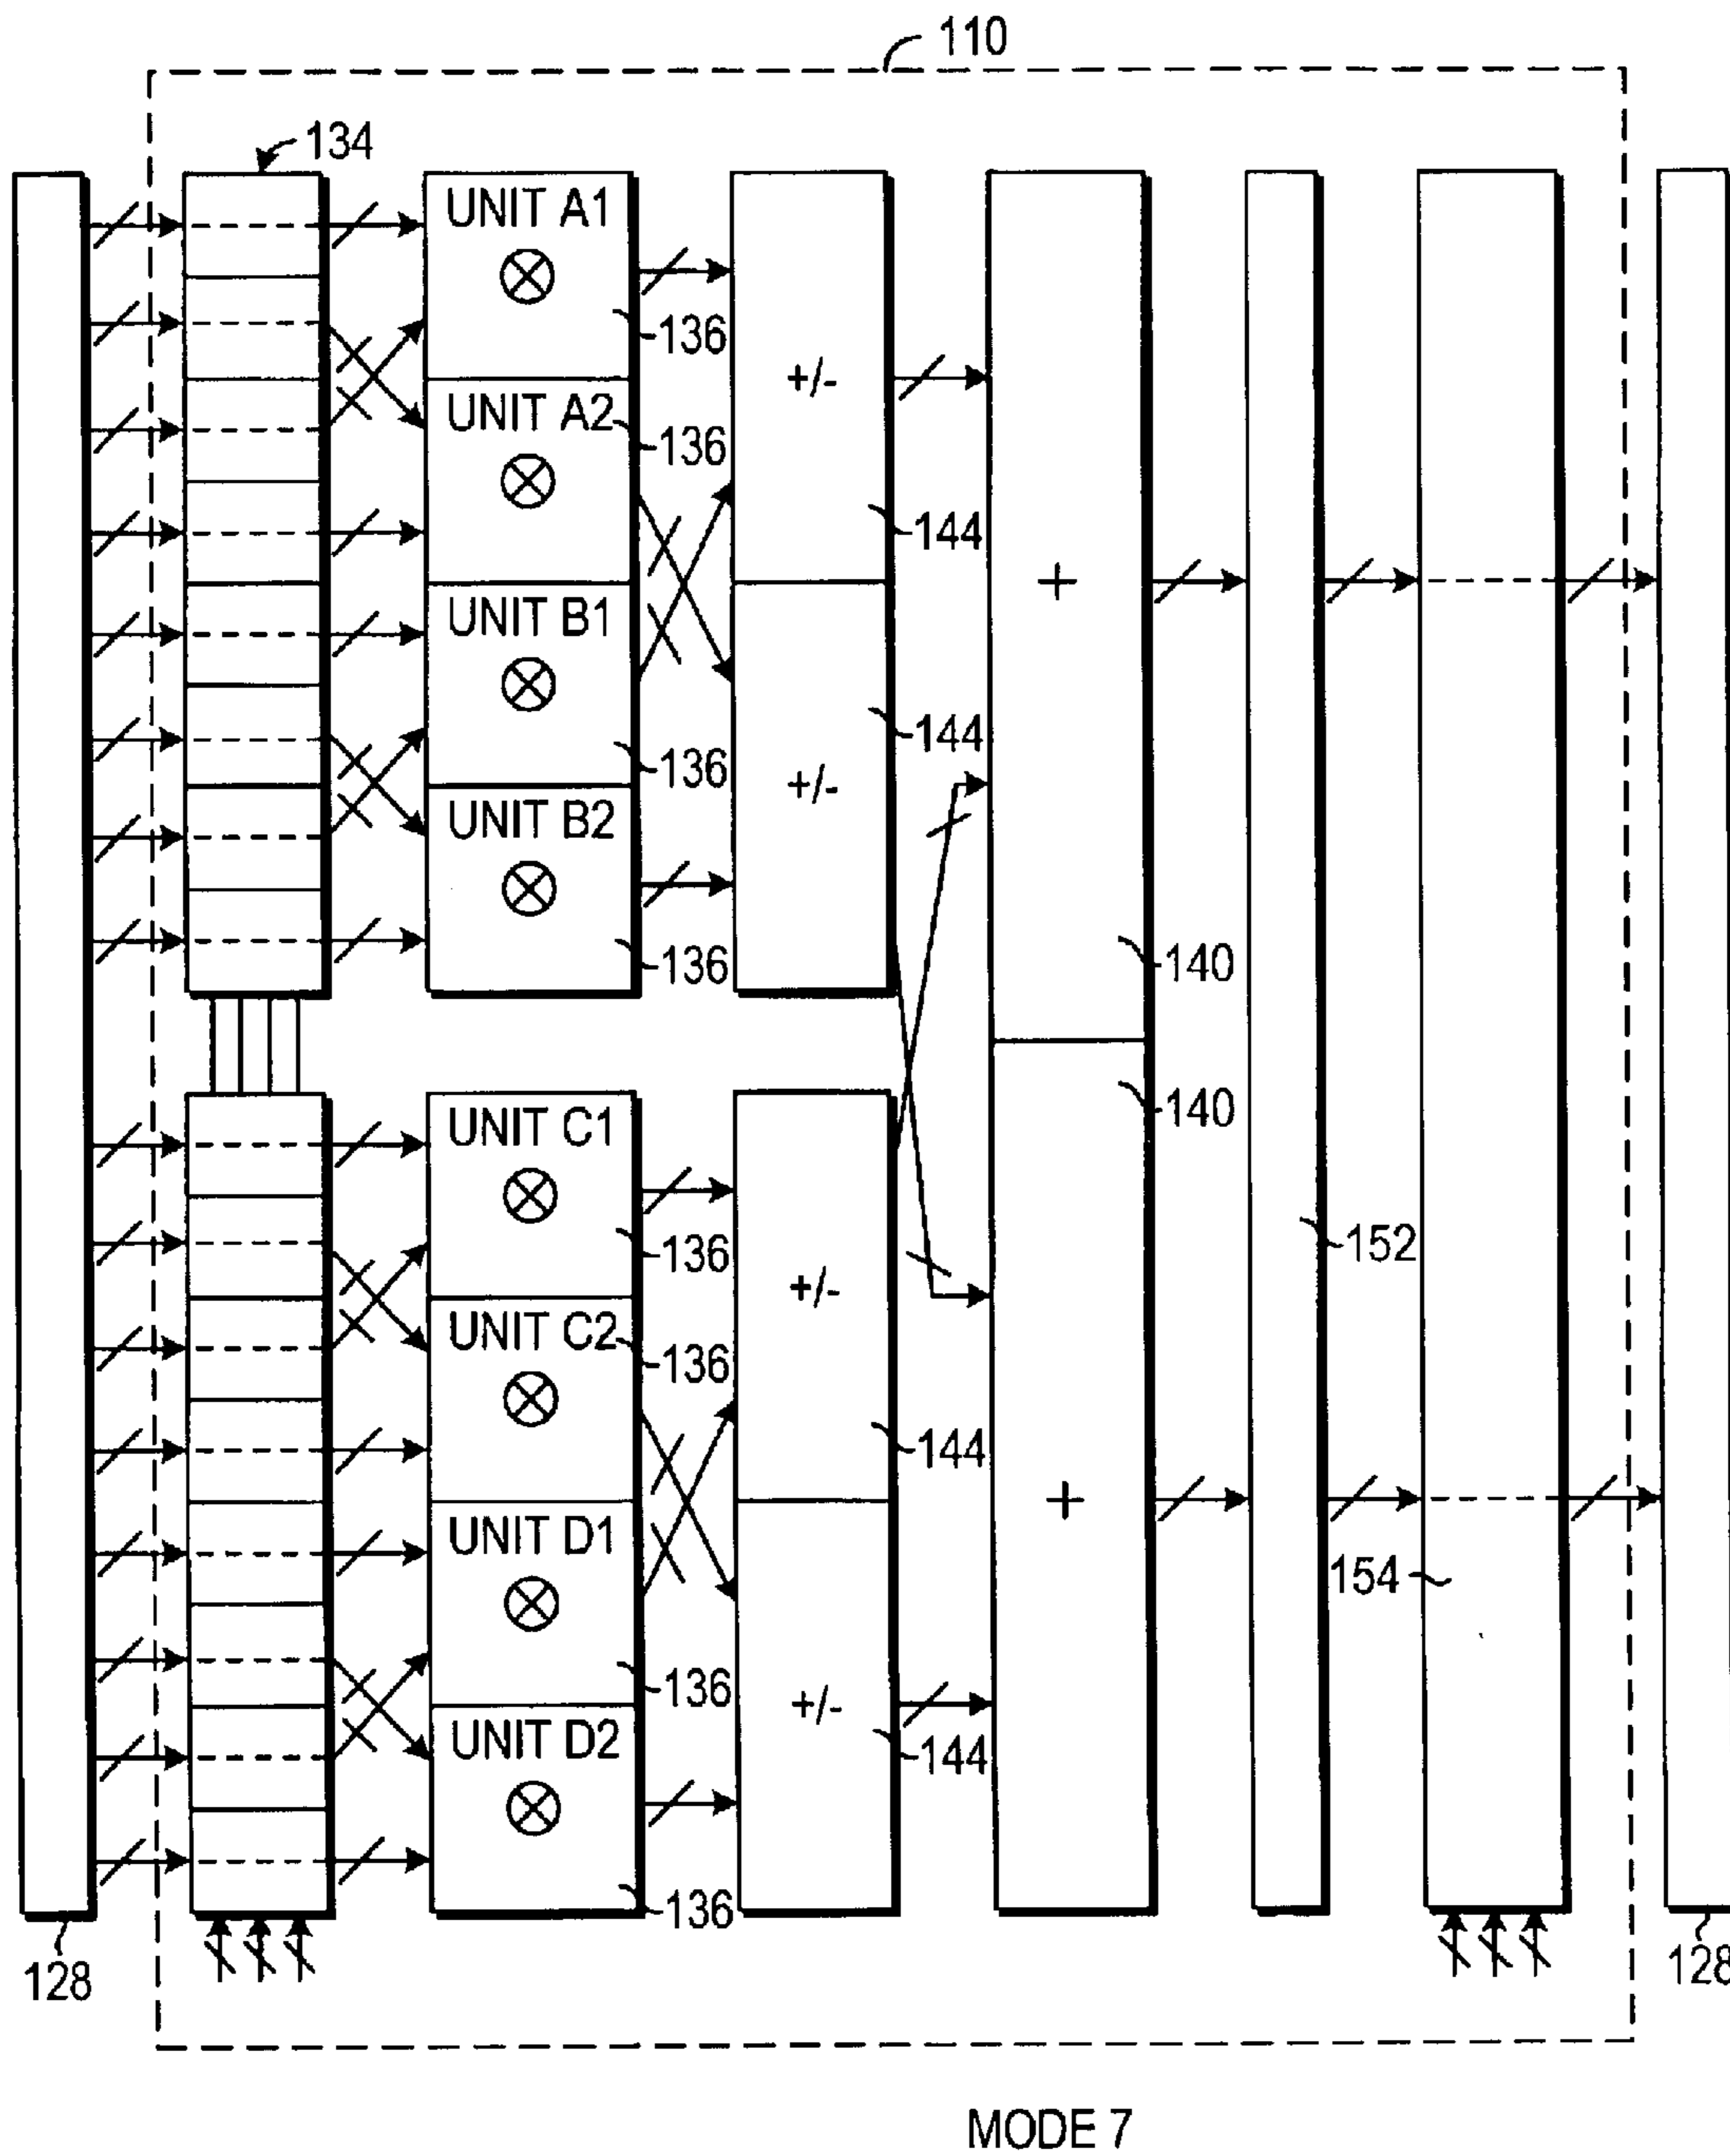 110
134
UNIT A1
136
+/-
UNIT A2
136
144
+
UNIT B1
144
136
+/-
UNIT B2
136
140
140
UNIT C1
152
136
+/-
UNIT C2
136
144
+
UNIT D1
154
136
+/-
UNIT D2
144
136
128
128
MODE 7